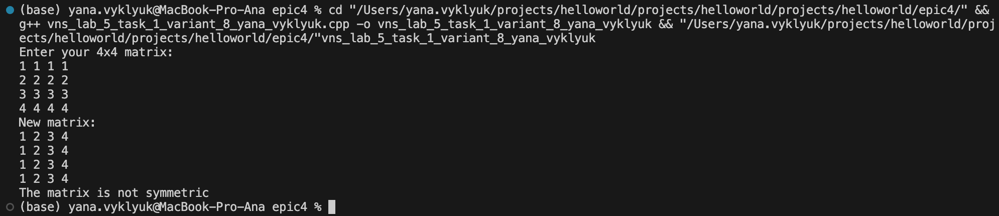 (base) yana.vyklyuk@MacBook-Pro-Ana epic4 % cd "/Users/yana.vyklyuk/projects/helloworld/projects/helloworld/projects/helloworld/epic4/" &&
g++ vns_lab_5_task_1_variant_8_yana_vyklyuk.cpp -o vns_lab_5_task_1_variant_8_yana_vyklyuk && "/Users/yana.vyklyuk/projects/helloworld/proj
ects/helloworld/projects/helloworld/epic4/"vns_lab_5_task_1_variant_8_yana_vyklyuk
Enter your 4x4 matrix:
1 1 1 1
2 2 2 2
3 3 3 3
4 4 4 4
New matrix:
1 2 3 4
1 2 3 4
1 2 3 4
1 2 3 4
The matrix is not symmetric
(base) yana.vyklyuk@MacBook-Pro-Ana epic4 %